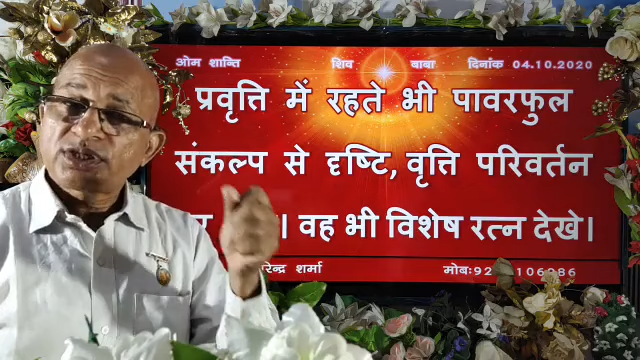 ओम शान्ति शिव बाबा दिनांक 04.10.2020
प्रवृत्ति में रहते भी पावरफुल
संकल्प से दृष्टि, वृत्ति परिवर्तन
। वह भी विशेष रत्न देखे।
शर्मा मोब: